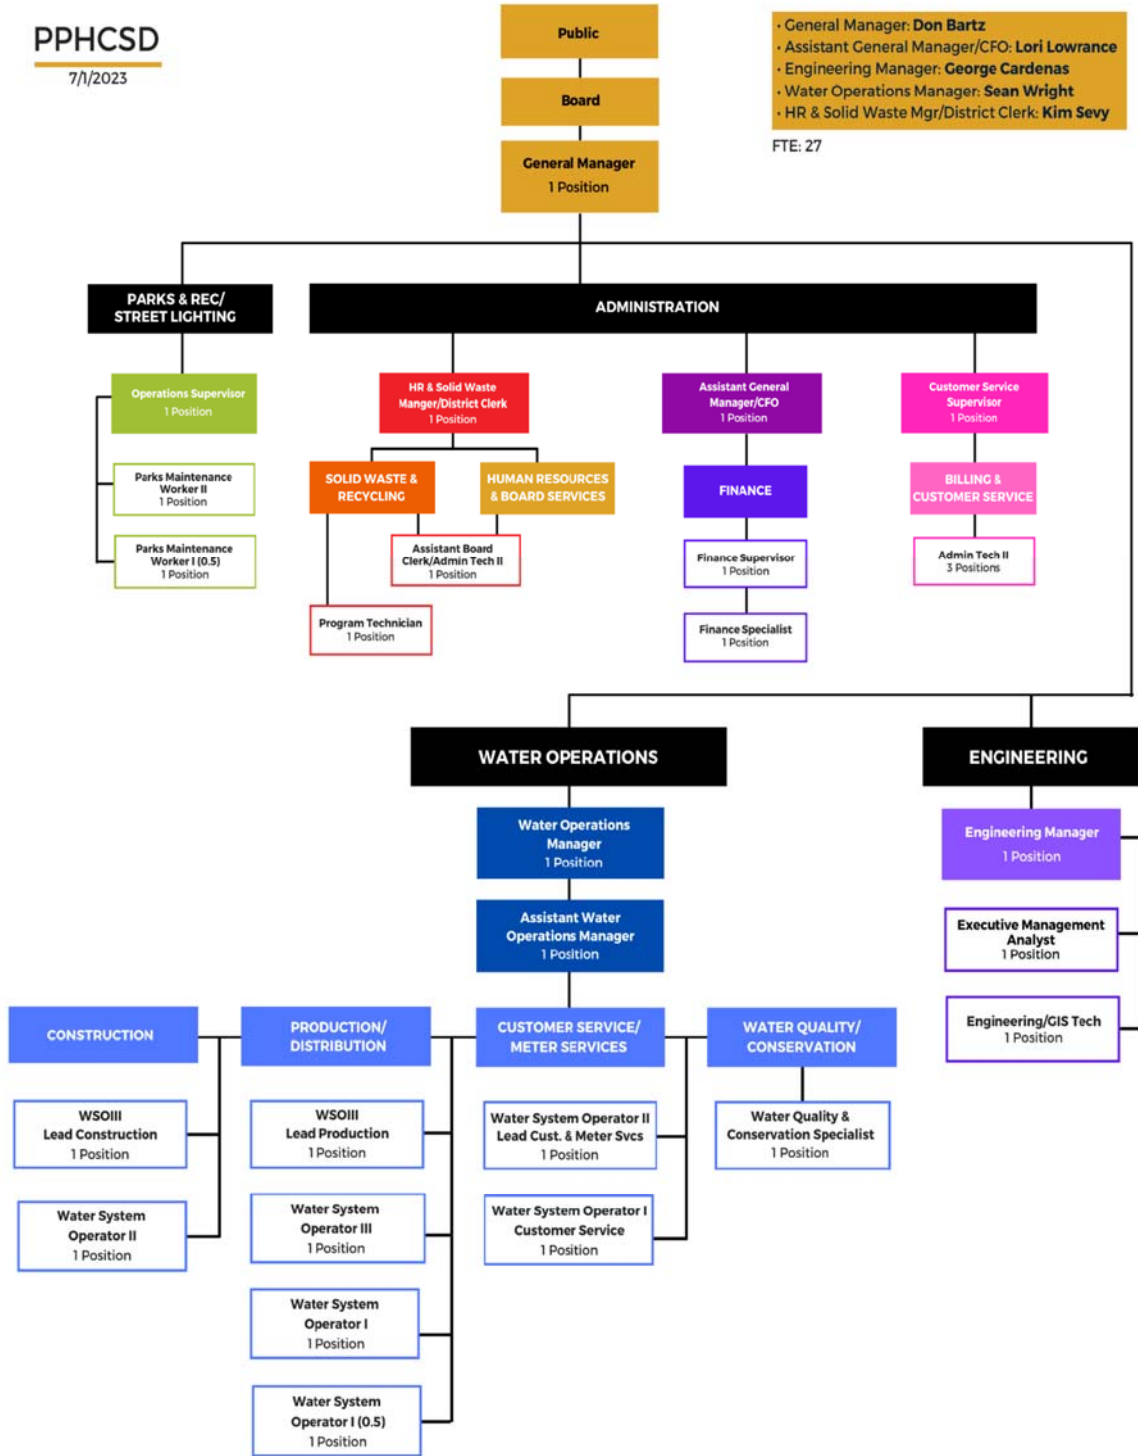 PPHCSD
7/1/2023
Public
Board
General Manager
1 Position
• General Manager: Don Bartz
• Assistant General Manager/CFO: Lori Lowrance
• Engineering Manager: George Cardenas
• Water Operations Manager: Sean Wright
• HR & Solid Waste Mgr/District Clerk: Kim Sevy
FTE: 27
PARKS & REC/
STREET LIGHTING
ADMINISTRATION
Operations Supervisor
1 Position
Parks Maintenance
Worker II
1 Position
Parks Maintenance
Worker I (0.5)
1 Position
HR & Solid Waste
Manger/District Clerk
1 Position
SOLID WASTE &
RECYCLING
HUMAN RESOURCES
& BOARD SERVICES
Assistant Board
Clerk/Admin Tech II
1 Position
Program Technician
1 Position
Assistant General
Manager/CFO
1 Position
FINANCE
Finance Supervisor
1 Position
Finance Specialist
1 Position
Customer Service
Supervisor
1 Position
BILLING &
CUSTOMER SERVICE
Admin Tech II
3 Positions
WATER OPERATIONS
Water Operations
Manager
1 Position
Assistant Water
Operations Manager
1 Position
CONSTRUCTION
WSOIII
Lead Construction
1 Position
Water System
Operator II
1 Position
PRODUCTION/
DISTRIBUTION
WSOIII
Lead Production
1 Position
Water System
Operator III
1 Position
Water System
Operator I
1 Position
Water System
Operator I (0.5)
1 Position
CUSTOMER SERVICE/
METER SERVICES
Water System Operator II
Lead Cust. & Meter Svcs
1 Position
Water System Operator I
Customer Service
1 Position
WATER QUALITY/
CONSERVATION
Water Quality &
Conservation Specialist
1 Position
ENGINEERING
Engineering Manager
1 Position
Executive Management
Analyst
1 Position
Engineering/GIS Tech
1 Position